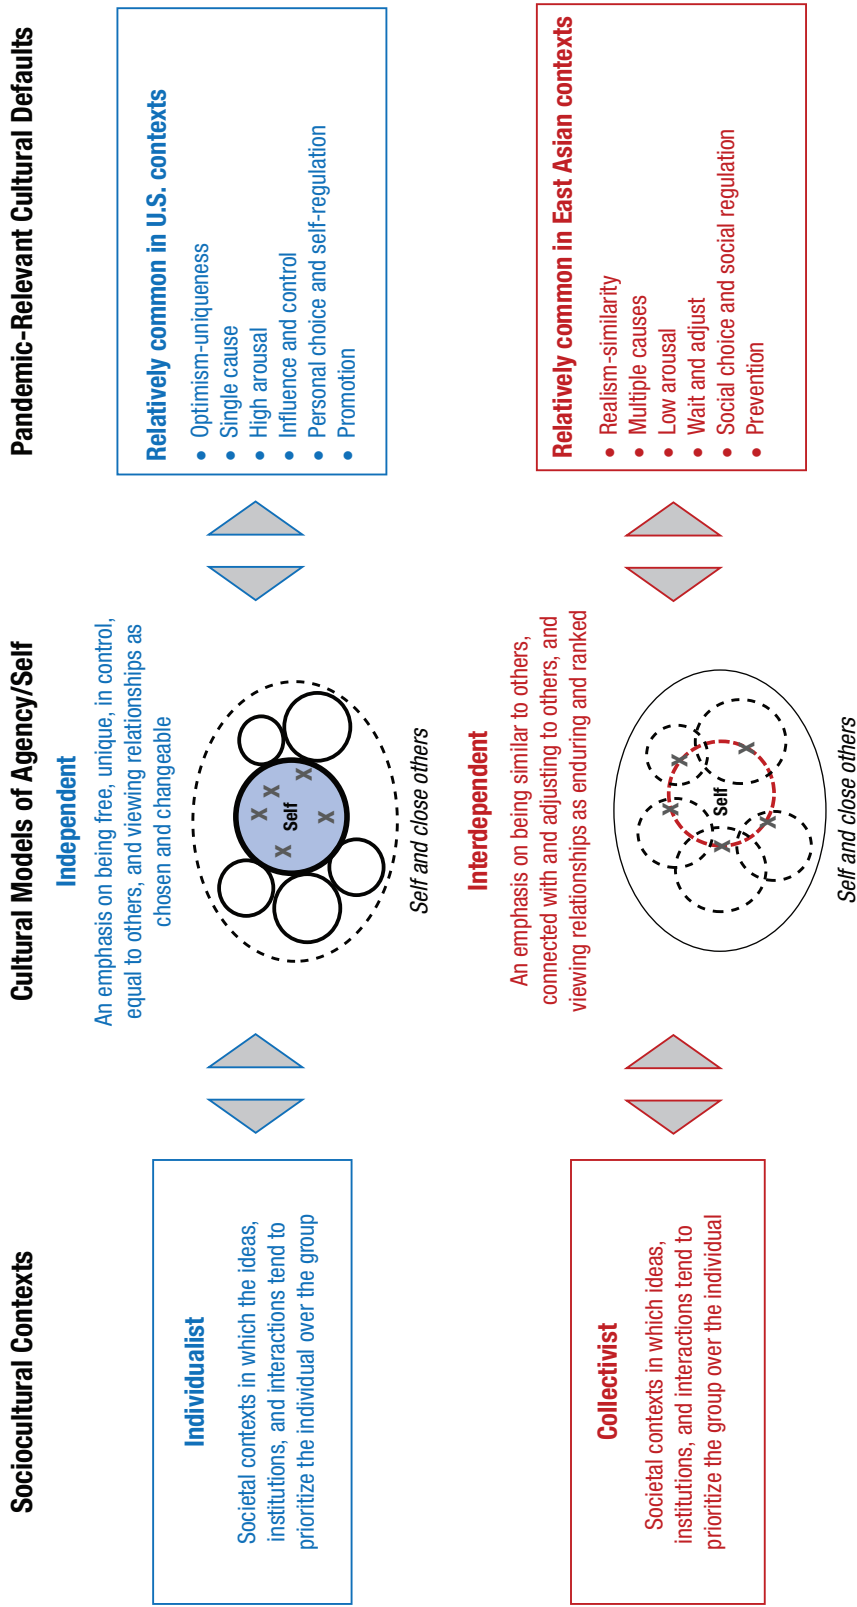 Sociocultural Contexts
Cultural Models of Agency/Self
Pandemic-Relevant Cultural Defaults
Individualist
Societal contexts in which the ideas,
institutions, and interactions tend to
prioritize the individual over the group
Independent
An emphasis on being free, unique, in control,
equal to others, and viewing relationships as
chosen and changeable
X
X
X
X
X
Self
Self and close others
Relatively common in U.S. contexts
• Optimism-uniqueness
• Single cause
• High arousal
• Influence and control
• Personal choice and self-regulation
• Promotion
Collectivist
Societal contexts in which ideas,
institutions, and interactions tend to
prioritize the group over the individual
Interdependent
An emphasis on being similar to others,
connected with and adjusting to others, and
viewing relationships as enduring and ranked
X
X
X
X
X
Self
Self and close others
Relatively common in East Asian contexts
• Realism-similarity
• Multiple causes
• Low arousal
• Wait and adjust
• Social choice and social regulation
• Prevention